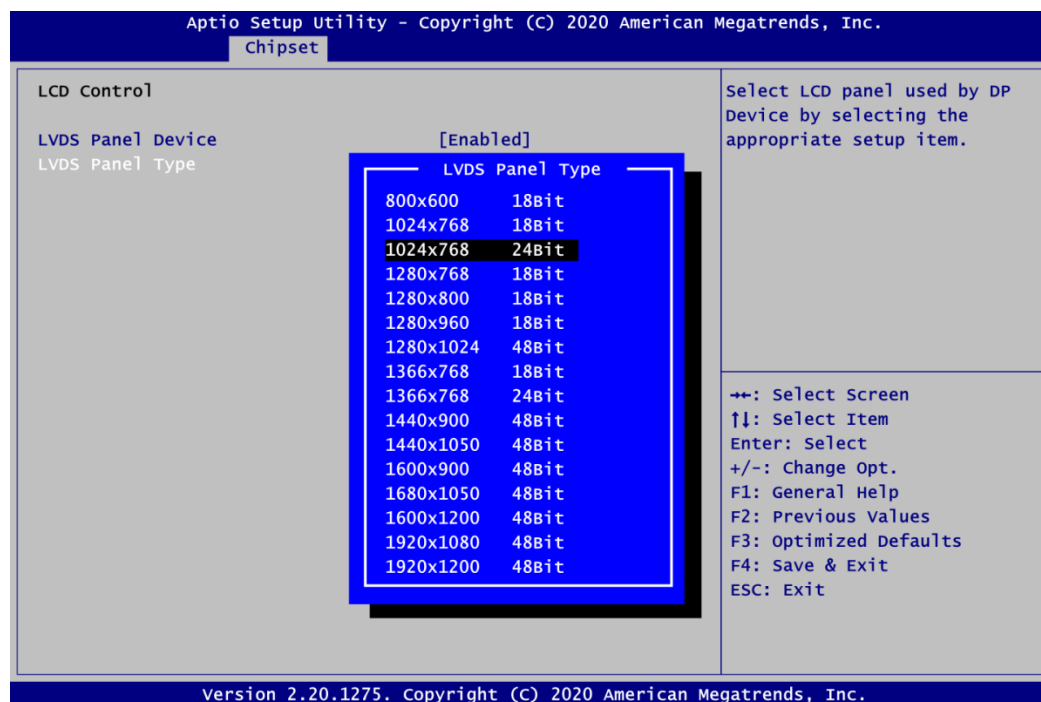 Aptio Setup Utility - Copyright (C) 2020 American Megatrends, Inc.
Chipset
LCD Control
LVDS Panel Device [Enabled]
LVDS Panel Type
LVDS Panel Type
800x600 18Bit
1024x768 18Bit
1024x768 24Bit
1280x768 18Bit
1280x800 18Bit
1280x960 18Bit
1280x1024 48Bit
1366x768 18Bit
1366x768 24Bit
1440x900 48Bit
1440x1050 48Bit
1600x900 48Bit
1680x1050 48Bit
1600x1200 48Bit
1920x1080 48Bit
1920x1200 48Bit
Select LCD panel used by DP
Device by selecting the
appropriate setup item.
→←: Select Screen
↑↓: Select Item
Enter: Select
+/-: Change Opt.
F1: General Help
F2: Previous Values
F3: Optimized Defaults
F4: Save & Exit
ESC: Exit
Version 2.20.1275. Copyright (C) 2020 American Megatrends, Inc.